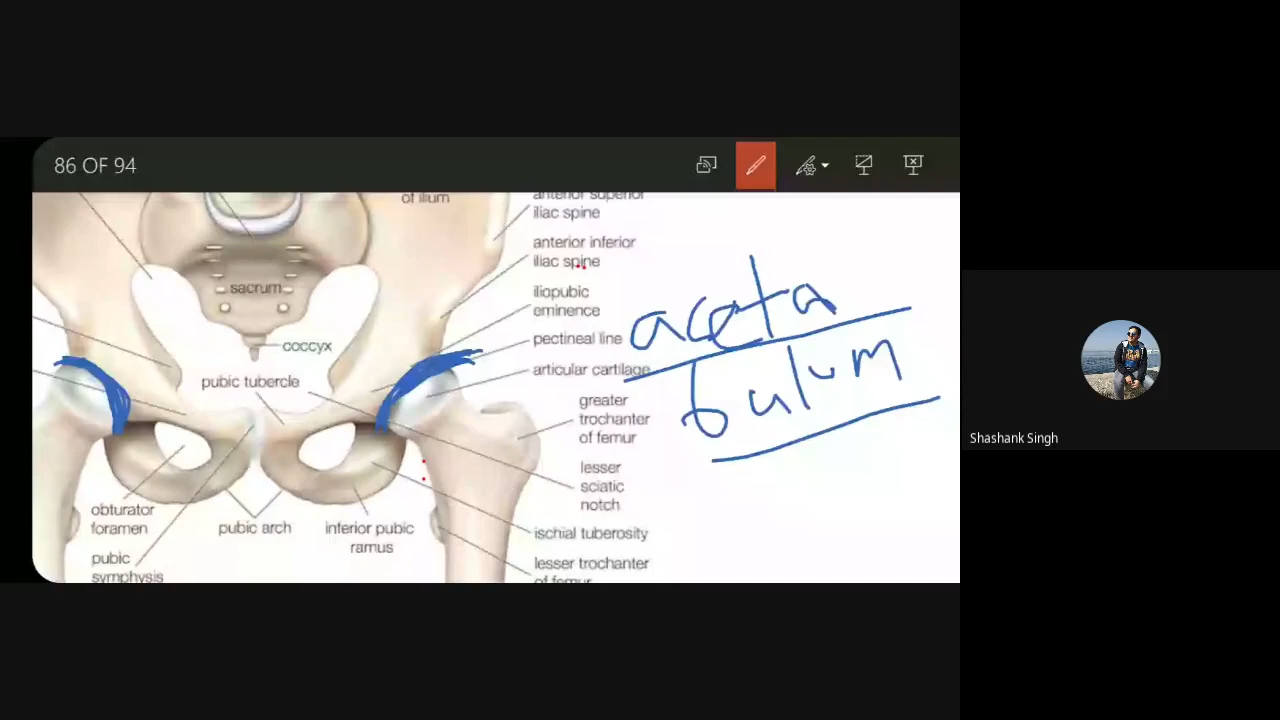 86 OF 94
of ilium
anterior superior
iliac spine
anterior inferior
iliac spine
iliopubic
eminence
pectineal line
articular cartilage
greater
trochanter
of femur
lesser
sciatic
notch
ischial tuberosity
lesser trochanter
of femur
sacrum
coccyx
pubic tubercle
obturator
foramen
pubic arch
inferior pubic
ramus
pubic
symphysis
aceta
bulum
Shashank Singh